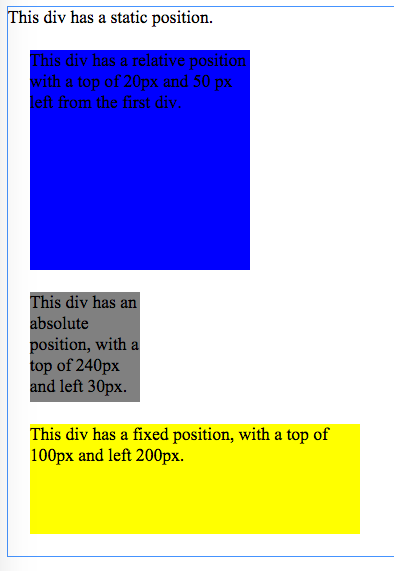 This div has a static position.
This div has a relative position
with a top of 20px and 50 px
left from the first div.
This div has an
absolute
position, with a
top of 240px
and left 30px.
This div has a fixed position, with a top of
100px and left 200px.